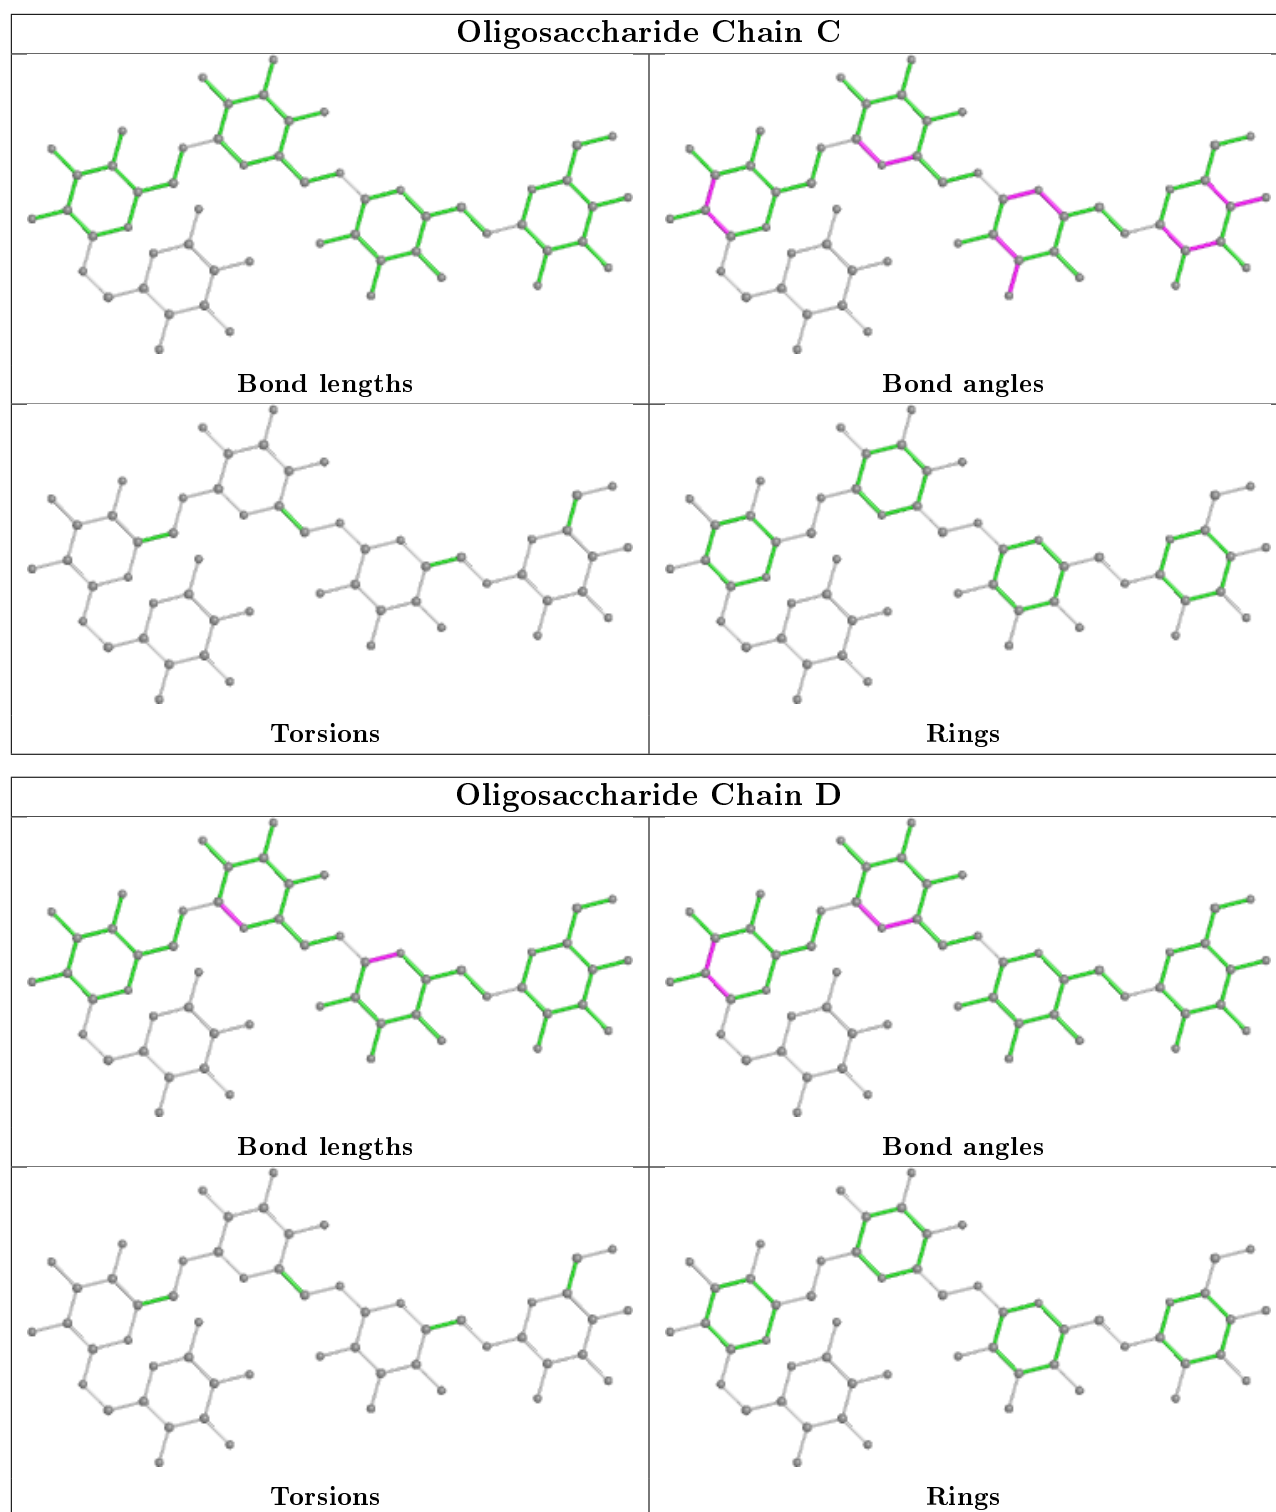 Oligosaccharide Chain C
Bond lengths
Bond angles
Torsions
Rings
Oligosaccharide Chain D
Bond lengths
Bond angles
Torsions
Rings